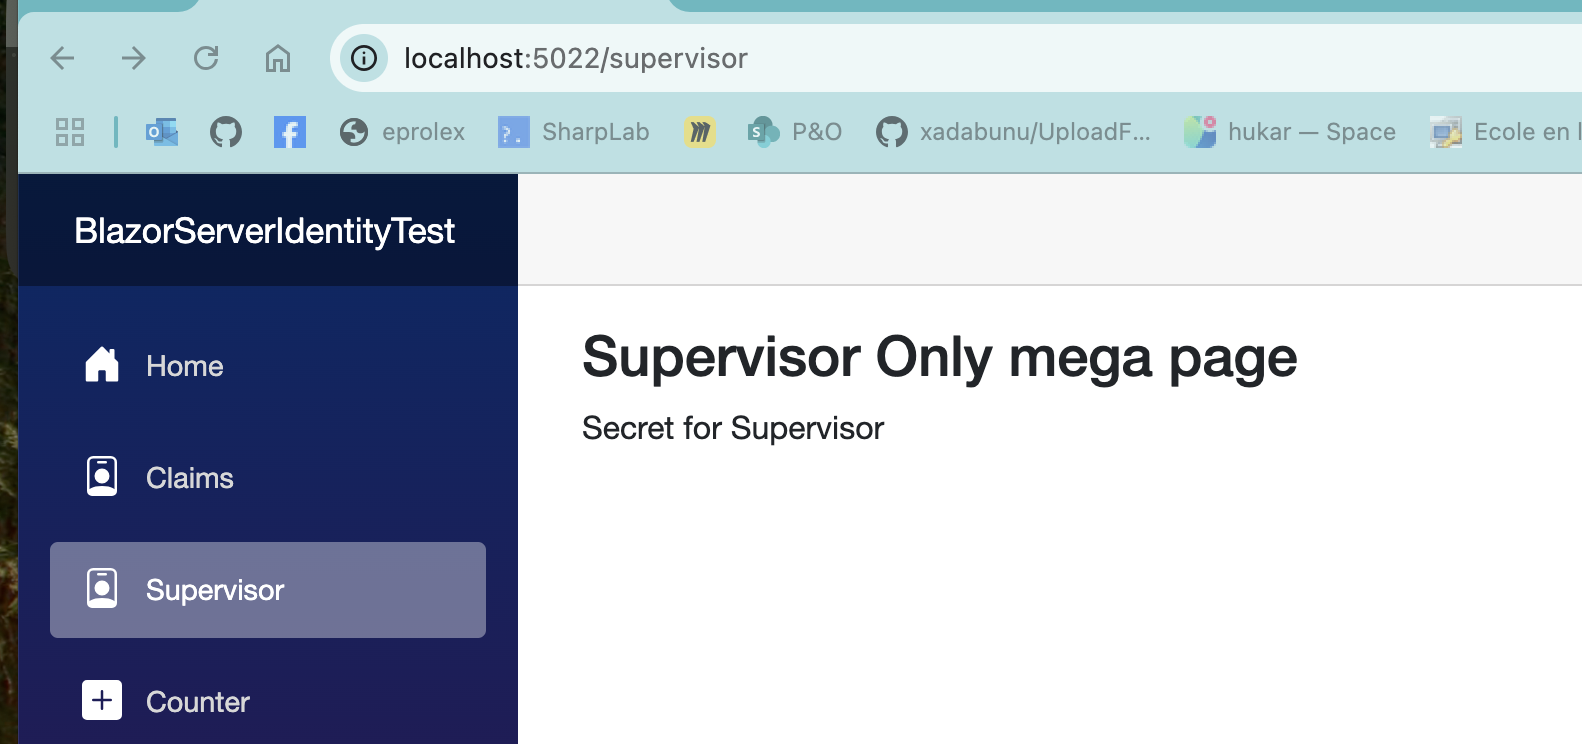 localhost:5022/supervisor
eprolex SharpLab P&O xadabunu/UploadF... hukar — Space Ecole en l
BlazorServerIdentityTest
Home
Claims
Supervisor
Counter
Supervisor Only mega page
Secret for Supervisor